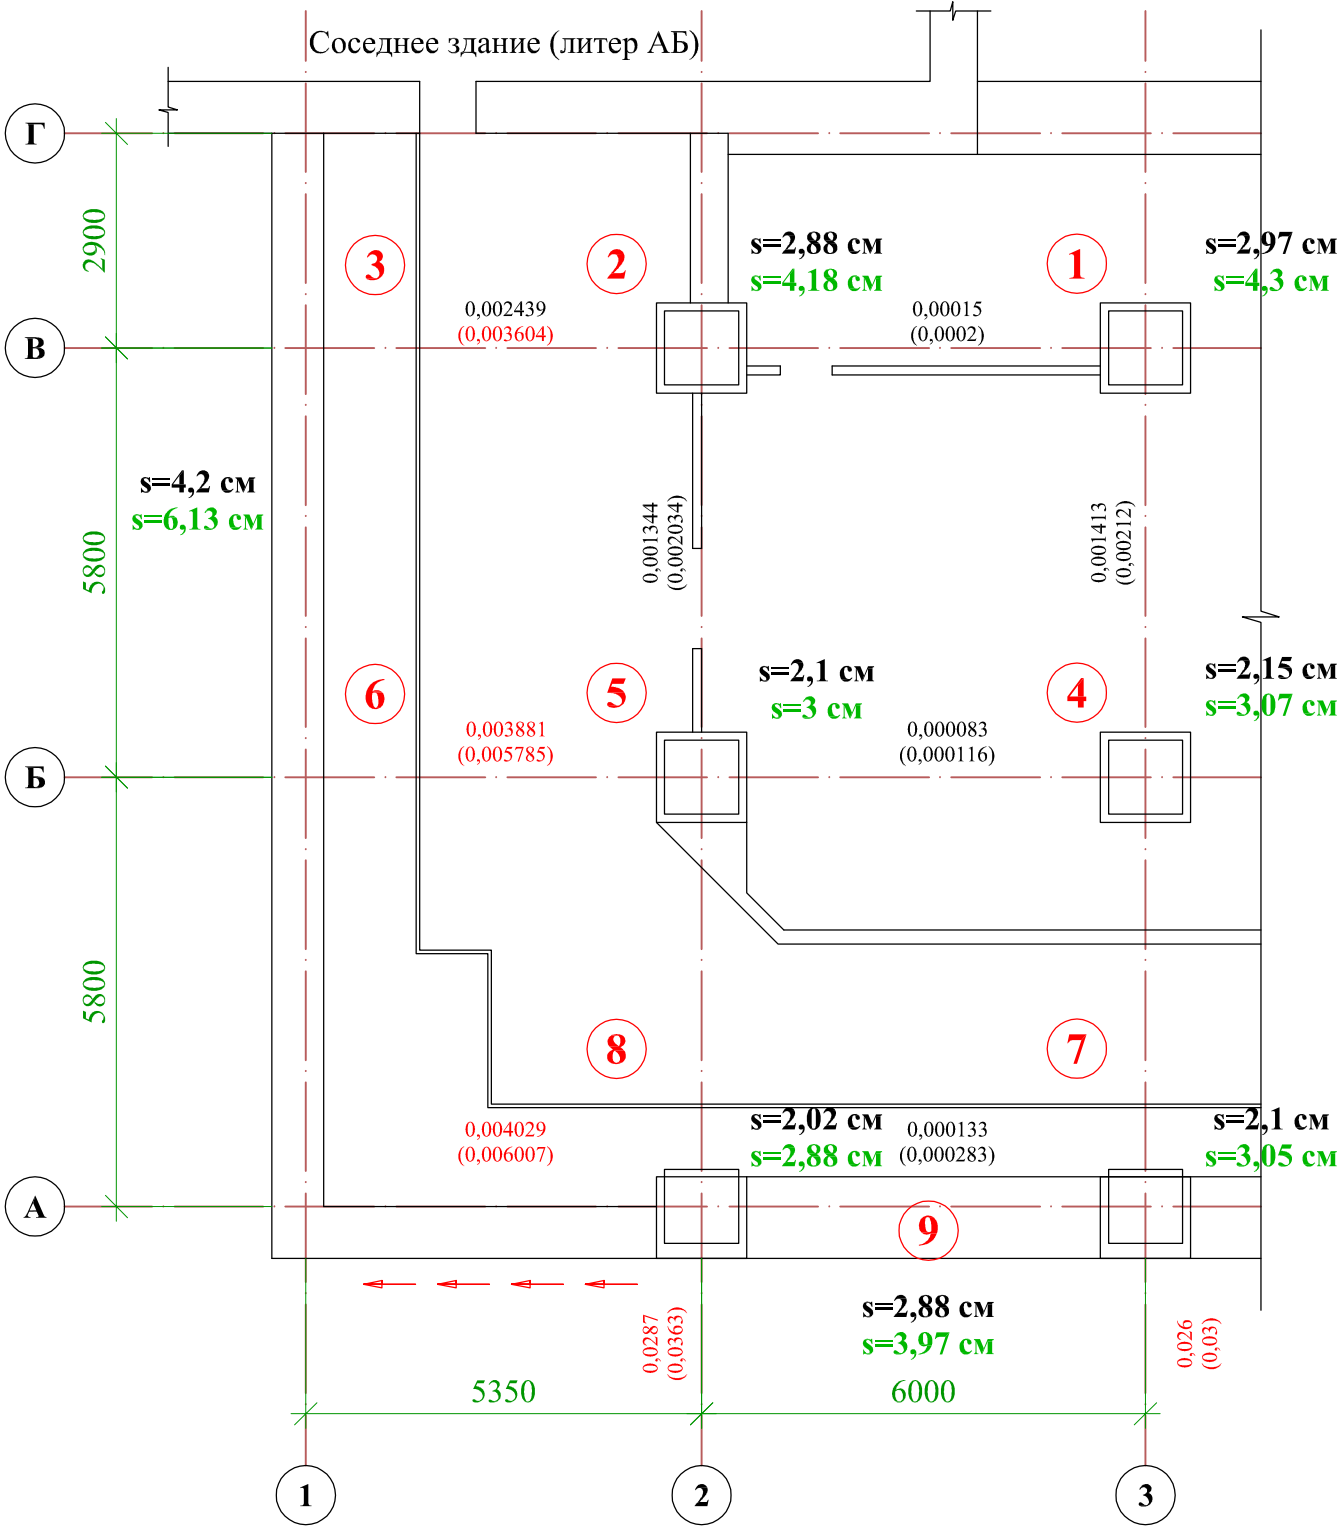 Соседнее здание (литер АБ)
Г
2900
3
2
s=2,88 см
s=4,18 см
1
s=2,97 см
s=4,3 см
0,002439
(0,003604)
0,00015
(0,0002)
В
s=4,2 см
s=6,13 см
5800
0,001344
(0,002034)
0,001413
(0,00212)
6
5
s=2,1 см
s=3 см
4
s=2,15 см
s=3,07 см
0,003881
(0,005785)
0,000083
(0,000116)
Б
5800
8
7
0,004029
(0,006007)
s=2,02 см
s=2,88 см
0,000133
(0,000283)
s=2,1 см
s=3,05 см
А
9
s=2,88 см
s=3,97 см
0,0287
(0,0363)
0,026
(0,03)
5350
6000
1
2
3